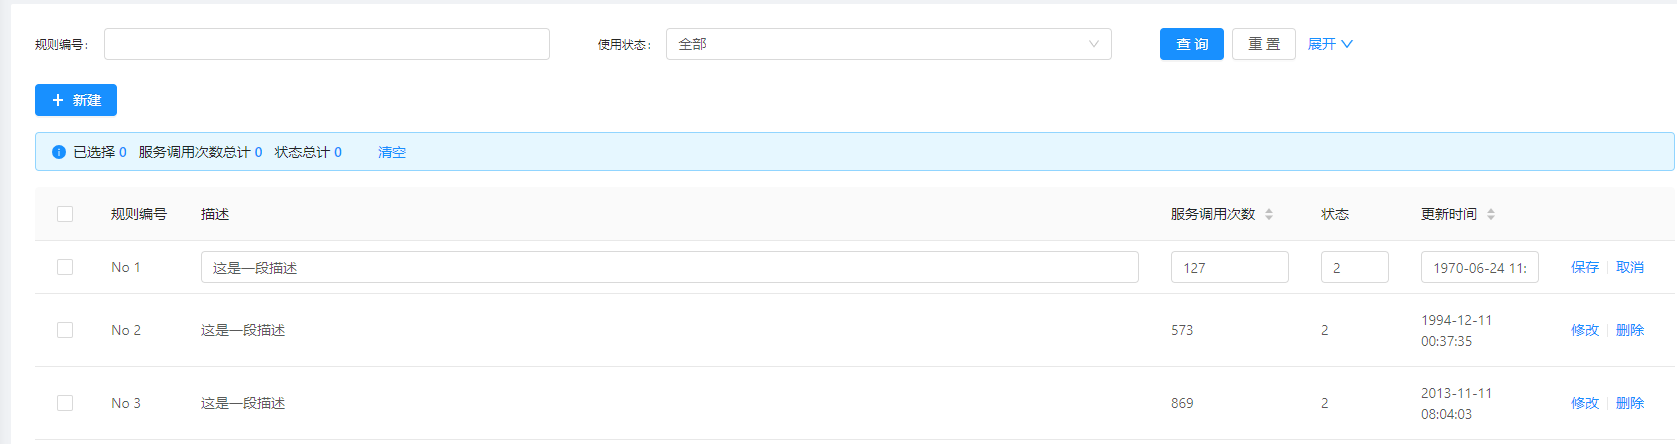 规则编号： 使用状态： 全部 查 询 重 置 展开
新建
已选择 0 服务调用次数总计 0 状态总计 0 清空
规则编号 描述 服务调用次数 状态 更新时间
No 1 这是一段描述 127 2 1970-06-24 11: 保存 取消
No 2 这是一段描述 573 2 1994-12-11 00:37:35 修改 删除
No 3 这是一段描述 869 2 2013-11-11 08:04:03 修改 删除